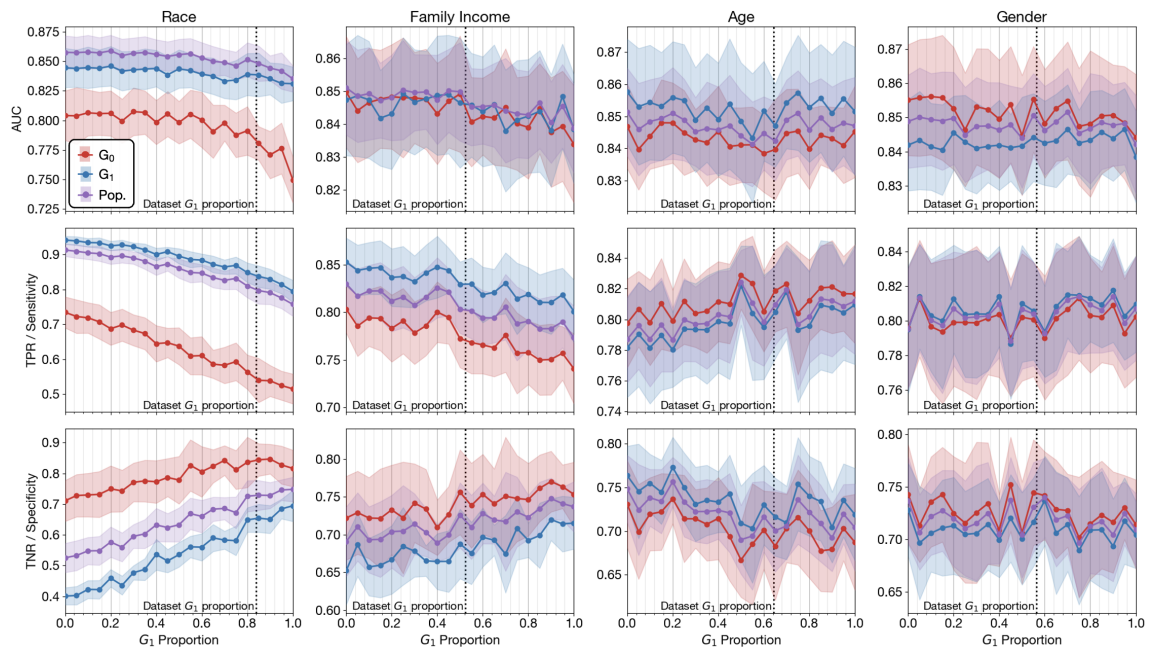 Race
Family Income
Age
Gender
AUC
0.875
0.850
0.825
0.800
0.775
0.750
0.725
G₀
G₁
Pop.
Dataset G₁ proportion
0.86
0.85
0.84
0.83
0.82
Dataset G₁ proportion
0.87
0.86
0.85
0.84
0.83
Dataset G₁ proportion
0.87
0.86
0.85
0.84
0.83
Dataset G₁ proportion
TPR / Sensitivity
0.9
0.8
0.7
0.6
0.5
Dataset G₁ proportion
0.85
0.80
0.75
0.70
Dataset G₁ proportion
0.84
0.82
0.80
0.78
0.76
0.74
Dataset G₁ proportion
0.84
0.82
0.80
0.78
0.76
Dataset G₁ proportion
TNR / Specificity
0.9
0.8
0.7
0.6
0.5
0.4
Dataset G₁ proportion
0.0 0.2 0.4 0.6 0.8 1.0
G₁ Proportion
0.80
0.75
0.70
0.65
0.60
Dataset G₁ proportion
0.0 0.2 0.4 0.6 0.8 1.0
G₁ Proportion
0.80
0.75
0.70
0.65
Dataset G₁ proportion
0.0 0.2 0.4 0.6 0.8 1.0
G₁ Proportion
0.80
0.75
0.70
0.65
Dataset G₁ proportion
0.0 0.2 0.4 0.6 0.8 1.0
G₁ Proportion